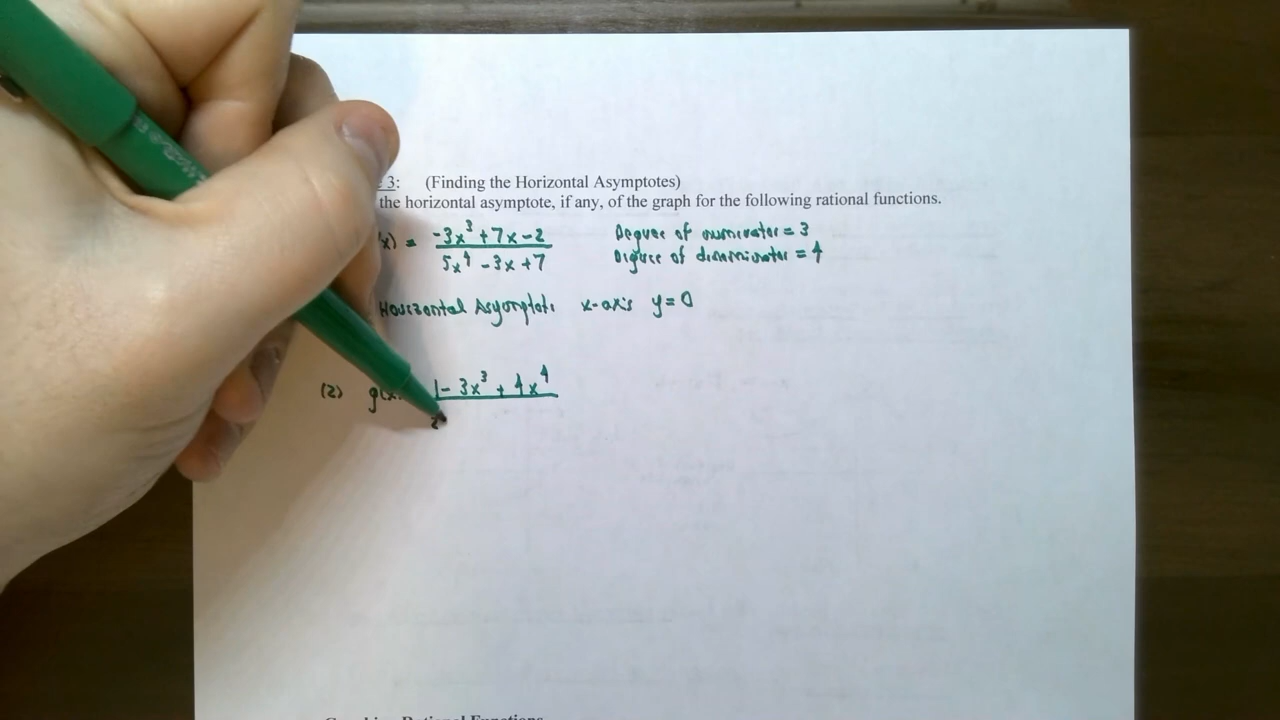 3: (Finding the Horizontal Asymptotes)
the horizontal asymptote, if any, of the graph for the following rational functions.
x) = -3x³+7x-2 / 5x⁴-3x+7 Degree of numerator = 3
Degree of denominator = 4
Horizontal Asymptote x-axis y=0
(2) g(x) 1-3x³+4x⁴